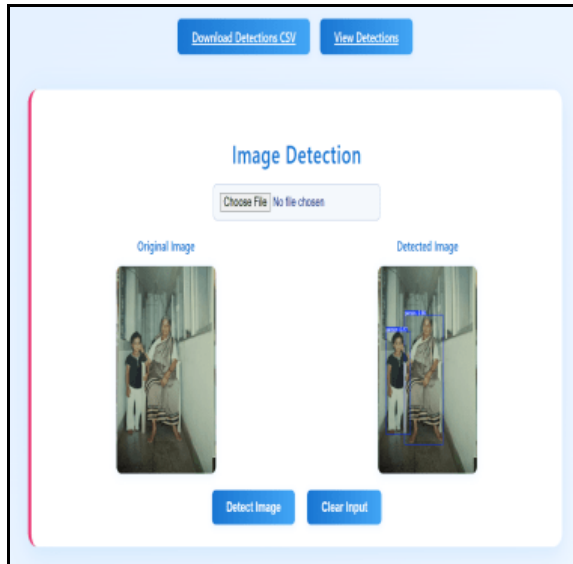 Download Detections CSV View Detections
Image Detection
Choose File No file chosen
Original Image Detected Image
Detect Image Clear Input